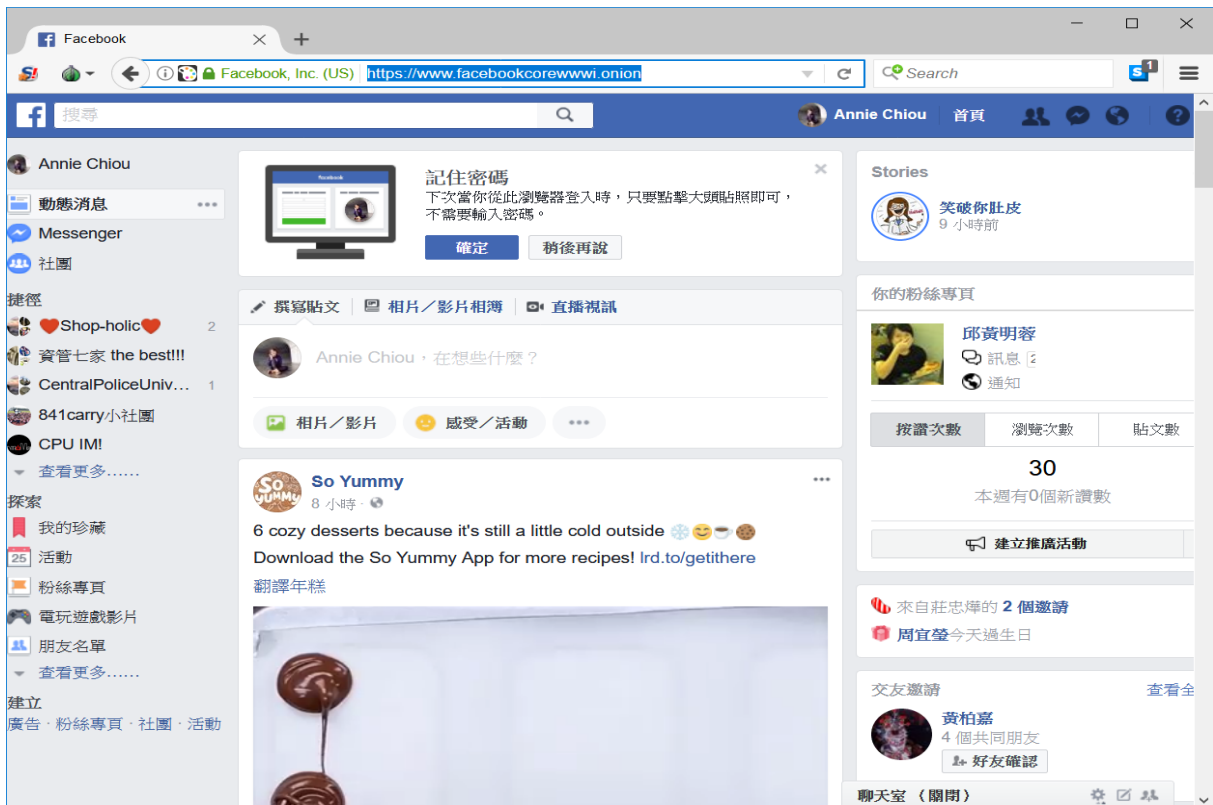 Facebook
Facebook, Inc. (US)
https://www.facebookcorewwwi.onion
Search
1
搜尋
Annie Chiou
首頁
Annie Chiou
動態消息
Messenger
社團
捷徑
Shop-holic
2
資管七家 the best!!!
CentralPoliceUniv...
1
841carry小社團
CPU IM!
查看更多......
探索
我的珍藏
25
活動
粉絲專頁
電玩遊戲影片
朋友名單
查看更多......
建立
廣告 · 粉絲專頁 · 社團 · 活動
facebook
記住密碼
下次當你從此瀏覽器登入時，只要點擊大頭貼照即可，
不需要輸入密碼。
確定
稍後再說
撰寫貼文
相片／影片相簿
直播視訊
Annie Chiou，在想些什麼？
相片／影片
感受／活動
So Yummy
SO YUMMY
8 小時 ·
6 cozy desserts because it's still a little cold outside ❄️😊☕🍪
Download the So Yummy App for more recipes! lrd.to/getithere
翻譯年糕
Stories
笑破你肚皮
9 小時前
你的粉絲專頁
邱黃明蓉
訊息 2
通知
按讚次數
瀏覽次數
貼文數
30
本週有0個新讚數
建立推廣活動
來自莊忠燁的 2 個邀請
周宜螢今天過生日
交友邀請
查看全
黃柏嘉
4 個共同朋友
好友確認
聊天室 （關閉）